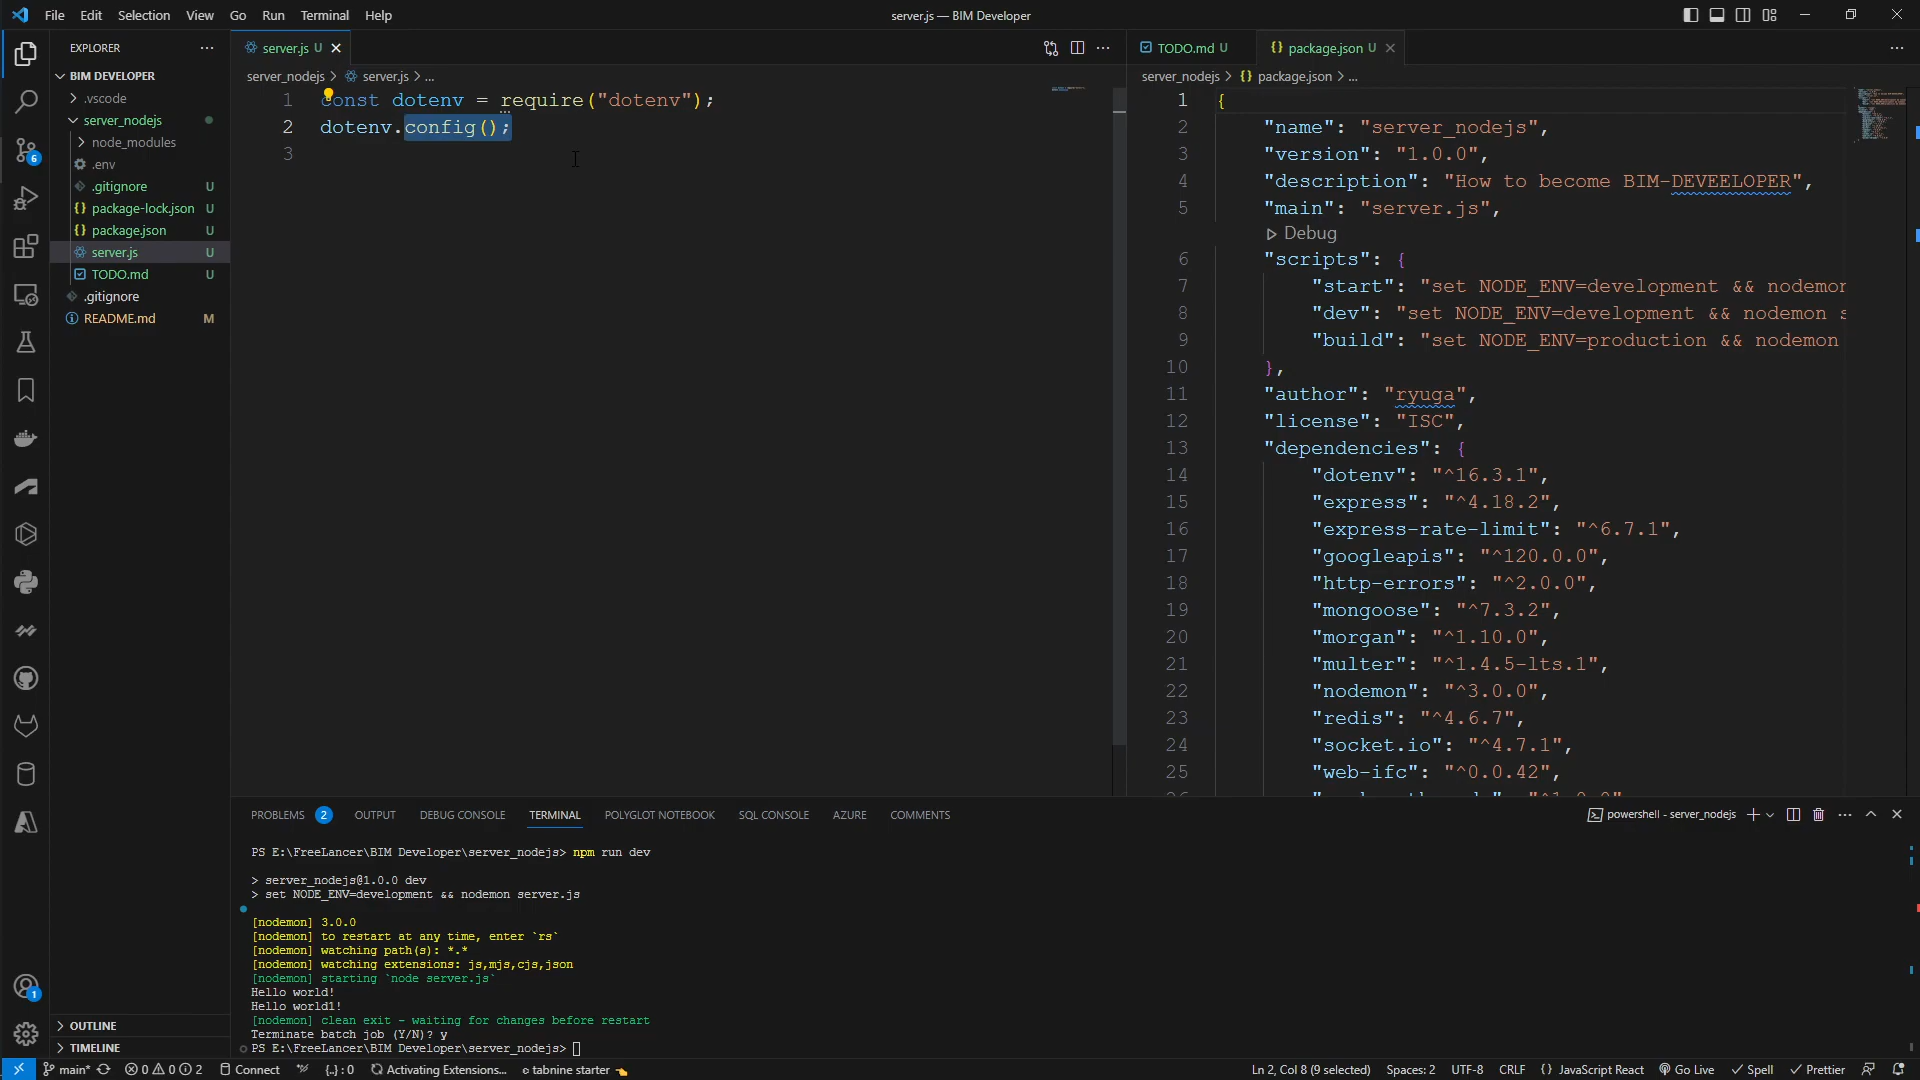 File Edit Selection View Go Run Terminal Help
server.js — BIM Developer
EXPLORER
BIM DEVELOPER
.vscode
server_nodejs
node_modules
.env
.gitignore U
package-lock.json U
package.json U
server.js U
TODO.md U
.gitignore
README.md M
OUTLINE
TIMELINE
6
1
server.js U
server_nodejs > server.js > ...
1 const dotenv = require("dotenv");
2 dotenv.config();
3
TODO.md U
package.json U
server_nodejs > package.json > ...
1 {
2 "name": "server_nodejs",
3 "version": "1.0.0",
4 "description": "How to become BIM-DEVEELOPER",
5 "main": "server.js",
Debug
6 "scripts": {
7 "start": "set NODE_ENV=development && nodemon
8 "dev": "set NODE_ENV=development && nodemon s
9 "build": "set NODE_ENV=production && nodemon
10 },
11 "author": "ryuga",
12 "license": "ISC",
13 "dependencies": {
14 "dotenv": "^16.3.1",
15 "express": "^4.18.2",
16 "express-rate-limit": "^6.7.1",
17 "googleapis": "^120.0.0",
18 "http-errors": "^2.0.0",
19 "mongoose": "^7.3.2",
20 "morgan": "^1.10.0",
21 "multer": "^1.4.5-lts.1",
22 "nodemon": "^3.0.0",
23 "redis": "^4.6.7",
24 "socket.io": "^4.7.1",
25 "web-ifc": "^0.0.42",
PROBLEMS 2 OUTPUT DEBUG CONSOLE TERMINAL POLYGLOT NOTEBOOK SQL CONSOLE AZURE COMMENTS
powershell - server_nodejs
PS E:\FreeLancer\BIM Developer\server_nodejs> npm run dev
> server_nodejs@1.0.0 dev
> set NODE_ENV=development && nodemon server.js
[nodemon] 3.0.0
[nodemon] to restart at any time, enter `rs`
[nodemon] watching path(s): *.*
[nodemon] watching extensions: js,mjs,cjs,json
[nodemon] starting `node server.js`
Hello world!
Hello world1!
[nodemon] clean exit - waiting for changes before restart
Terminate batch job (Y/N)? y
PS E:\FreeLancer\BIM Developer\server_nodejs>
main* 0 0 2 Connect {..} : 0 Activating Extensions... tabnine starter
Ln 2, Col 8 (9 selected) Spaces: 2 UTF-8 CRLF {} JavaScript React Go Live Spell Prettier